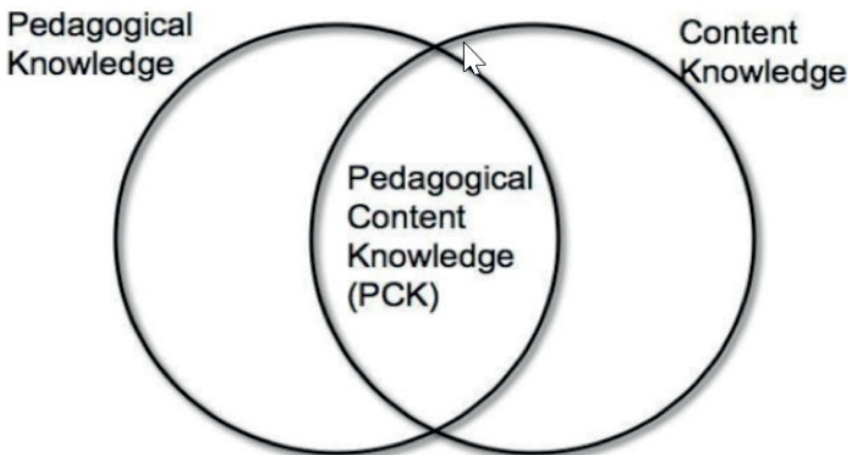 Pedagogical
Knowledge
Content
Knowledge
Pedagogical
Content
Knowledge
(PCK)